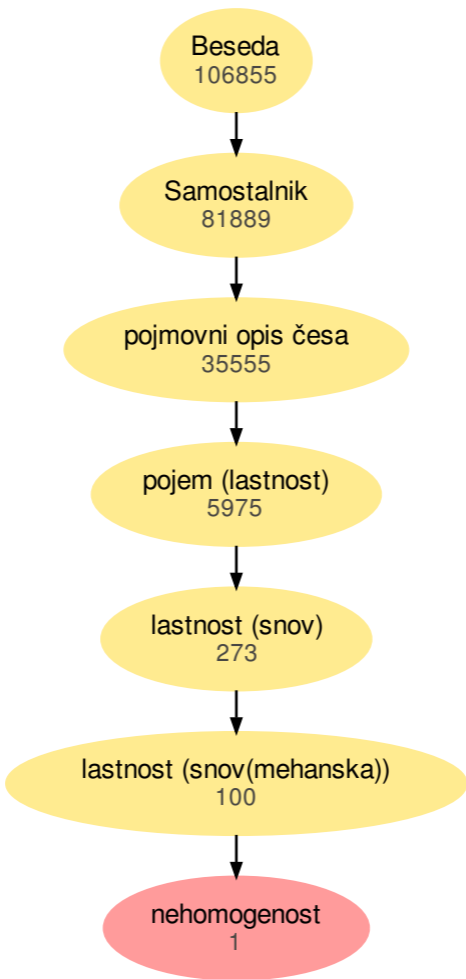 Beseda
106855
Samostalnik
81889
pojmovni opis česa
35555
pojem (lastnost)
5975
lastnost (snov)
273
lastnost (snov(mehanska))
100
nehomogenost
1